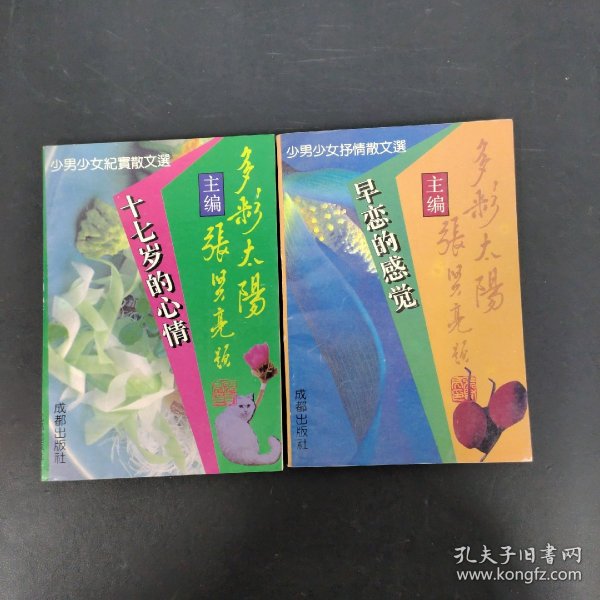 少男少女紀實散文選
十七岁的心情
主编
多彩太陽
張昊亮题
成都出版社
少男少女抒情散文選
早恋的感觉
主编
多彩太陽
張昊亮题
成都出版社
孔夫子旧书网
www.kongfz.com